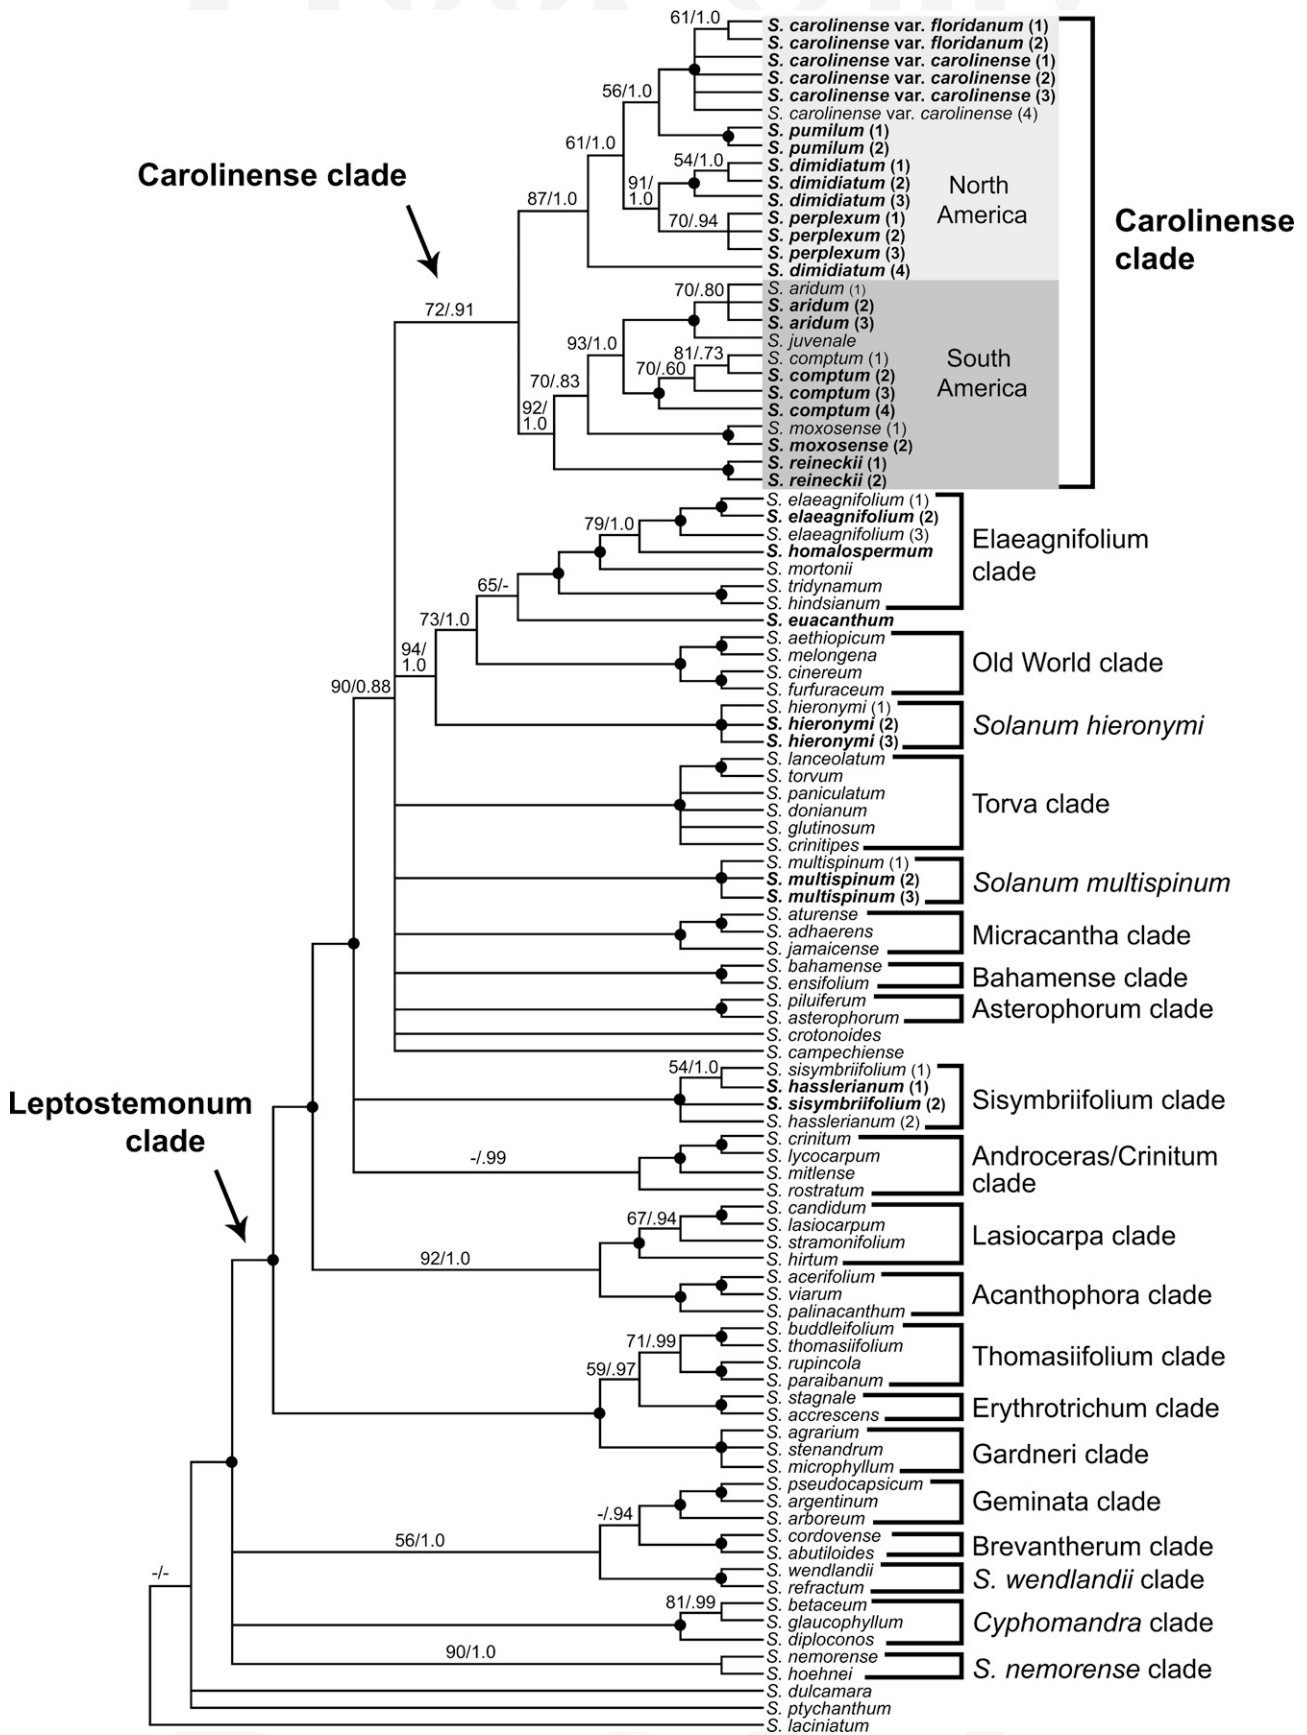 61/1.0
S. carolinense var. floridanum (1)
S. carolinense var. floridanum (2)
S. carolinense var. carolinense (1)
S. carolinense var. carolinense (2)
56/1.0
S. carolinense var. carolinense (3)
S. carolinense var. carolinense (4)
S. pumilum (1)
61/1.0
S. pumilum (2)
54/1.0
S. dimidiatum (1)
Carolinense clade
91/
1.0
S. dimidiatum (2)
North
America
87/1.0
S. dimidiatum (3)
70/.94
S. perplexum (1)
Carolinense
clade
S. perplexum (2)
S. perplexum (3)
S. dimidiatum (4)
70/.80
S. aridum (1)
72/.91
S. aridum (2)
S. aridum (3)
93/1.0
S. juvenale
81/.73
S. comptum (1)
South
America
70/.60
S. comptum (2)
70/.83
S. comptum (3)
92/
1.0
S. comptum (4)
S. moxosense (1)
S. moxosense (2)
S. reineckii (1)
S. reineckii (2)
S. elaeagnifolium (1)
79/1.0
S. elaeagnifolium (2)
S. elaeagnifolium (3)
Elaeagnifolium
clade
S. homalospermum
S. mortonii
65/-
S. tridynamum
S. hindsianum
73/1.0
S. euacanthum
94/
1.0
S. aethiopicum
S. melongena
Old World clade
S. cinereum
90/0.88
S. furfuraceum
S. hieronymi (1)
S. hieronymi (2)
Solanum hieronymi
S. hieronymi (3)
S. lanceolatum
S. torvum
S. paniculatum
Torva clade
S. donianum
S. glutinosum
S. crinitipes
S. multispinum (1)
S. multispinum (2)
Solanum multispinum
S. multispinum (3)
S. aturense
S. adhaerens
Micracantha clade
S. jamaicense
S. bahamense
Bahamense clade
S. ensifolium
S. piluiferum
Asterophorum clade
S. asterophorum
S. crotonoides
S. campechiense
54/1.0
S. sisymbriifolium (1)
S. hasslerianum (1)
Leptostemonum
clade
S. sisymbriifolium (2)
Sisymbriifolium clade
S. hasslerianum (2)
S. crinitum
-/.99
S. lycocarpum
Androceras/Crinitum
clade
S. mitlense
S. rostratum
S. candidum
67/.94
S. lasiocarpum
Lasiocarpa clade
S. stramonifolium
92/1.0
S. hirtum
S. acerifolium
S. viarum
Acanthophora clade
S. palinacanthum
S. buddleifolium
71/.99
S. thomasiifolium
Thomasiifolium clade
59/.97
S. rupincola
S. paraibanum
S. stagnale
Erythrotrichum clade
S. accrescens
S. agrarium
S. stenandrum
Gardneri clade
S. microphyllum
S. pseudocapsicum
S. argentinum
Geminata clade
-/.94
S. arboreum
56/1.0
S. cordovense
Brevantherum clade
S. abutiloides
S. wendlandii
S. wendlandii clade
-/-
S. refractum
81/.99
S. betaceum
S. glaucophyllum
Cyphomandra clade
S. diploconos
90/1.0
S. nemorense
S. nemorense clade
S. hoehnei
S. dulcamara
S. ptychanthum
S. laciniatum